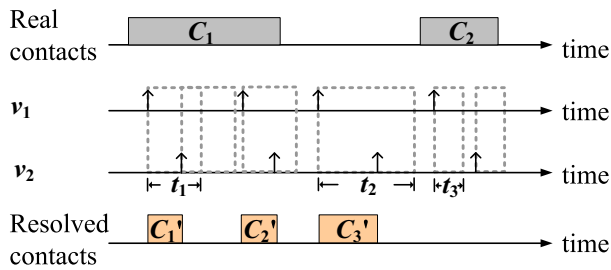 Real contacts C₁ C₂ time
v₁ time
v₂ t₁ t₂ t₃ time
Resolved contacts C₁' C₂' C₃' time